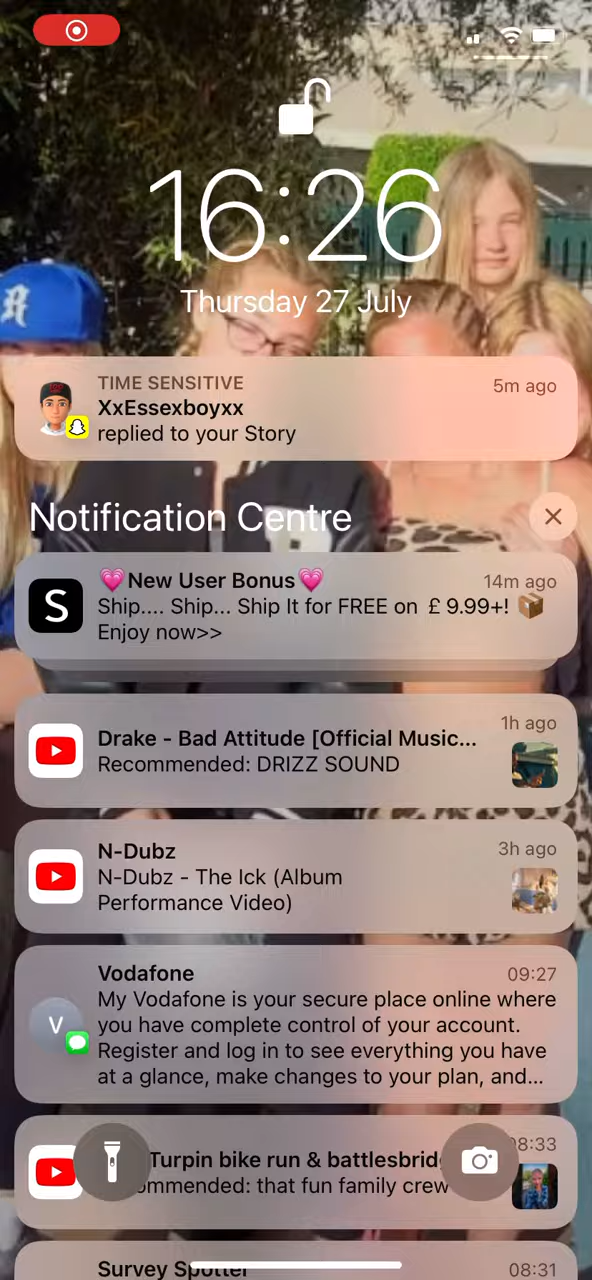 16:26
Thursday 27 July
TIME SENSITIVE
5m ago
XxEssexboyxx
replied to your Story
Notification Centre
💗New User Bonus💗
14m ago
S
Ship.... Ship... Ship It for FREE on £ 9.99+! 📦
Enjoy now>>
1h ago
Drake - Bad Attitude [Official Music...
Recommended: DRIZZ SOUND
N-Dubz
3h ago
N-Dubz - The Ick (Album
Performance Video)
Vodafone
09:27
V
My Vodafone is your secure place online where
you have complete control of your account.
Register and log in to see everything you have
at a glance, make changes to your plan, and...
08:33
Turpin bike run &
that fun family crew
Survey Spotter
08:31